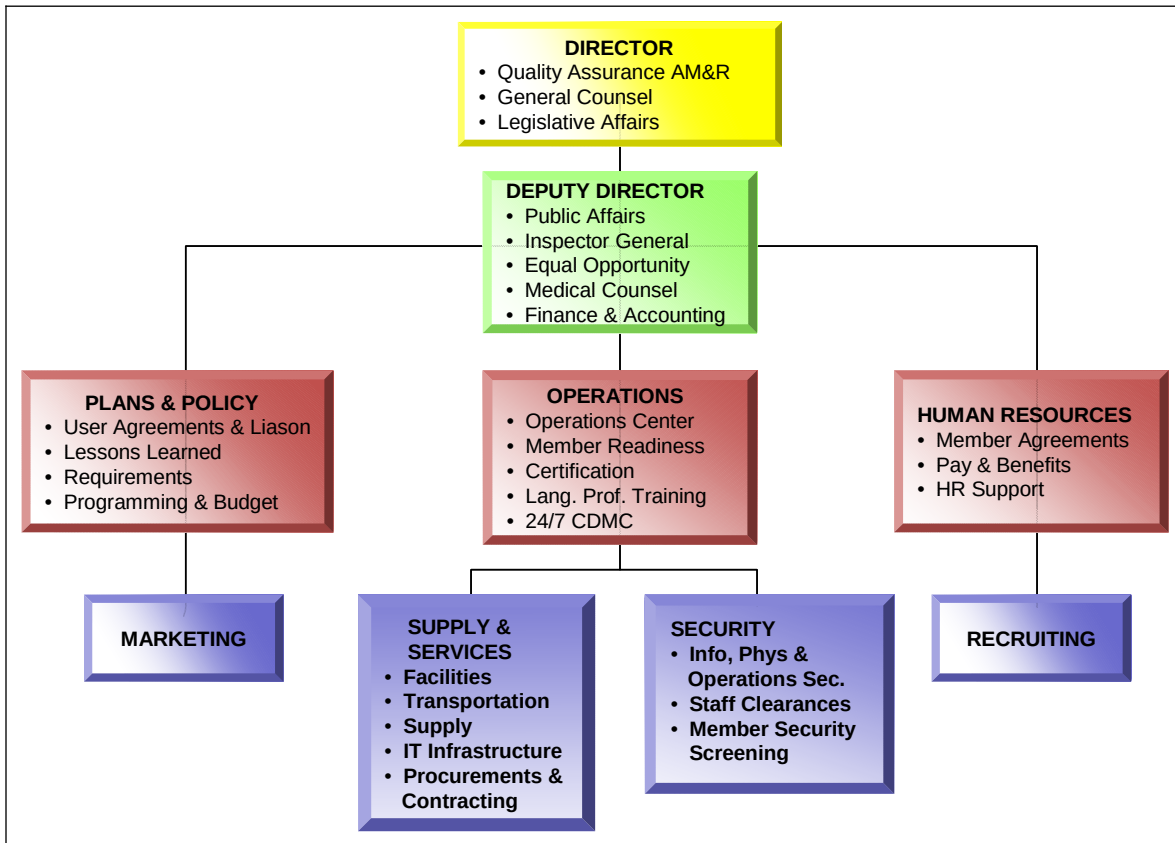 DIRECTOR
• Quality Assurance AM&R
• General Counsel
• Legislative Affairs
DEPUTY DIRECTOR
• Public Affairs
• Inspector General
• Equal Opportunity
• Medical Counsel
• Finance & Accounting
PLANS & POLICY
• User Agreements & Liason
• Lessons Learned
• Requirements
• Programming & Budget
OPERATIONS
• Operations Center
• Member Readiness
• Certification
• Lang. Prof. Training
• 24/7 CDMC
HUMAN RESOURCES
• Member Agreements
• Pay & Benefits
• HR Support
MARKETING
SUPPLY &
SERVICES
• Facilities
• Transportation
• Supply
• IT Infrastructure
• Procurements &
Contracting
SECURITY
• Info, Phys &
Operations Sec.
• Staff Clearances
• Member Security
Screening
RECRUITING